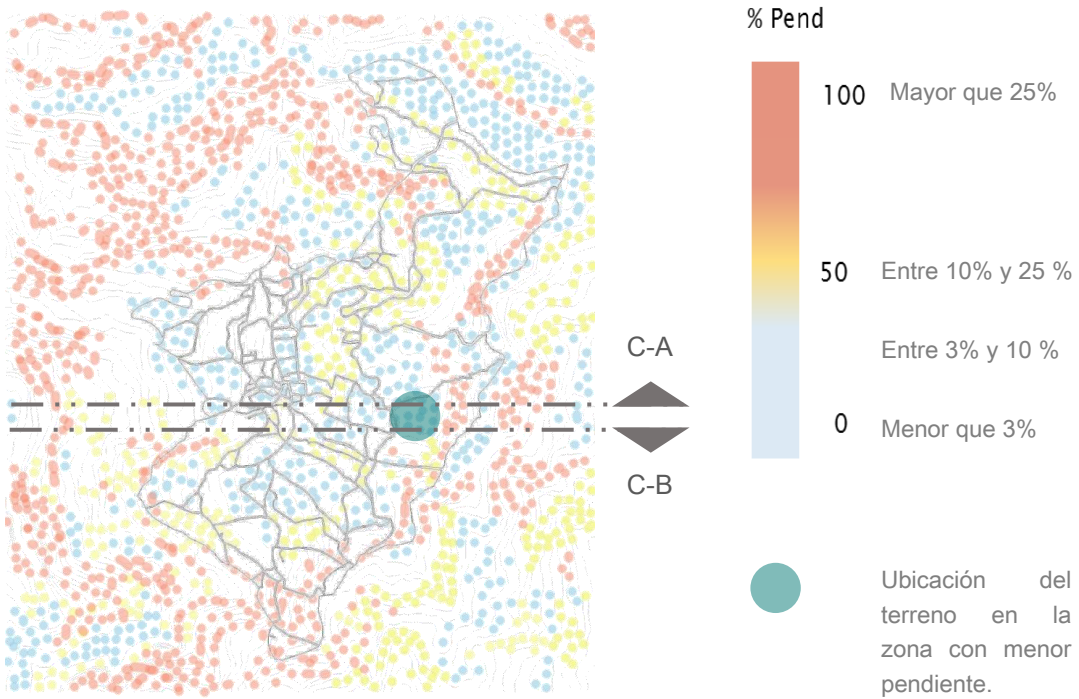 % Pend
100 Mayor que 25%
50 Entre 10% y 25 %
Entre 3% y 10 %
0 Menor que 3%
C-A
C-B
Ubicación del
terreno en la
zona con menor
pendiente.